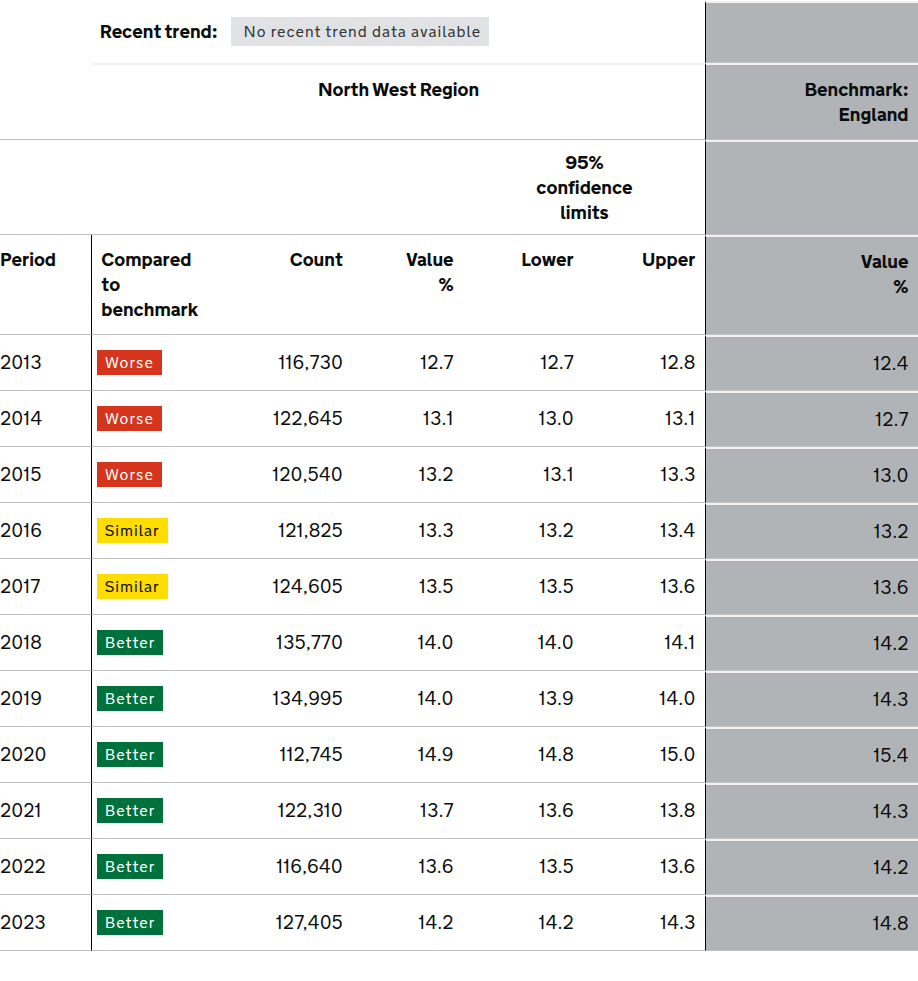 Recent trend: No recent trend data available
North West Region Benchmark:
England
95%
confidence
limits
Period Compared Count Value Lower Upper Value
to % %
benchmark
2013 Worse 116,730 12.7 12.7 12.8 12.4
2014 Worse 122,645 13.1 13.0 13.1 12.7
2015 Worse 120,540 13.2 13.1 13.3 13.0
2016 Similar 121,825 13.3 13.2 13.4 13.2
2017 Similar 124,605 13.5 13.5 13.6 13.6
2018 Better 135,770 14.0 14.0 14.1 14.2
2019 Better 134,995 14.0 13.9 14.0 14.3
2020 Better 112,745 14.9 14.8 15.0 15.4
2021 Better 122,310 13.7 13.6 13.8 14.3
2022 Better 116,640 13.6 13.5 13.6 14.2
2023 Better 127,405 14.2 14.2 14.3 14.8